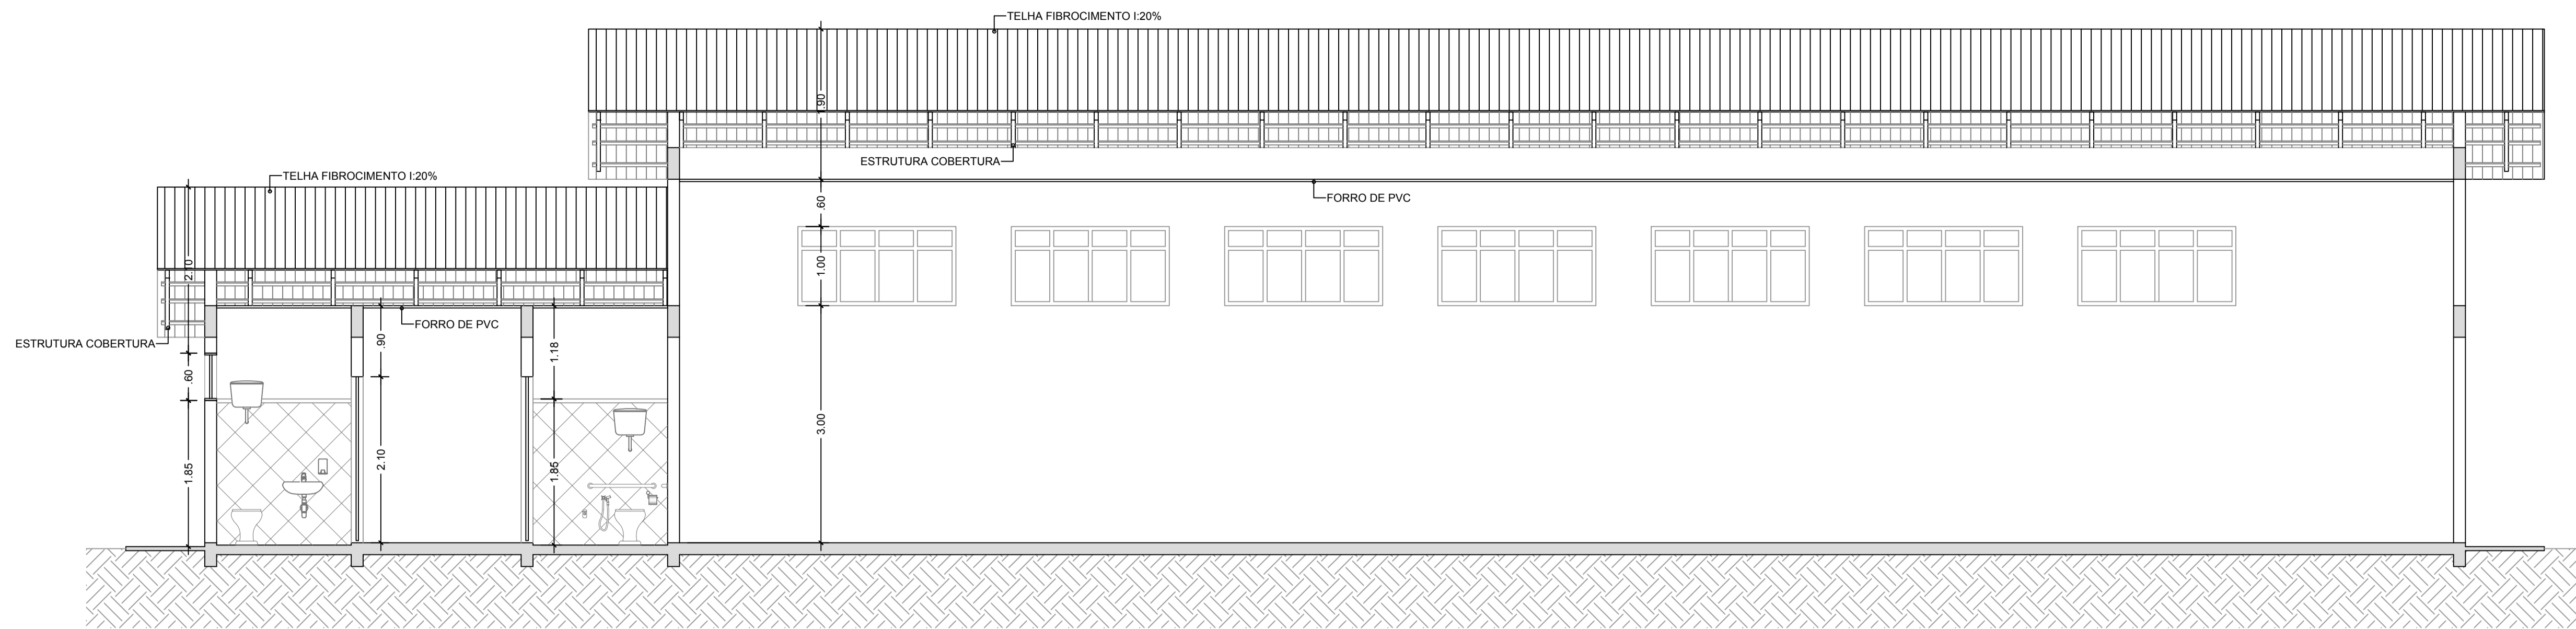 TELHA FIBROCIMENTO I:20%
1.90
ESTRUTURA COBERTURA
TELHA FIBROCIMENTO I:20%
.60
FORRO DE PVC
2.10
1.00
FORRO DE PVC
ESTRUTURA COBERTURA
.90
1.18
.60
3.00
2.10
1.85
1.85